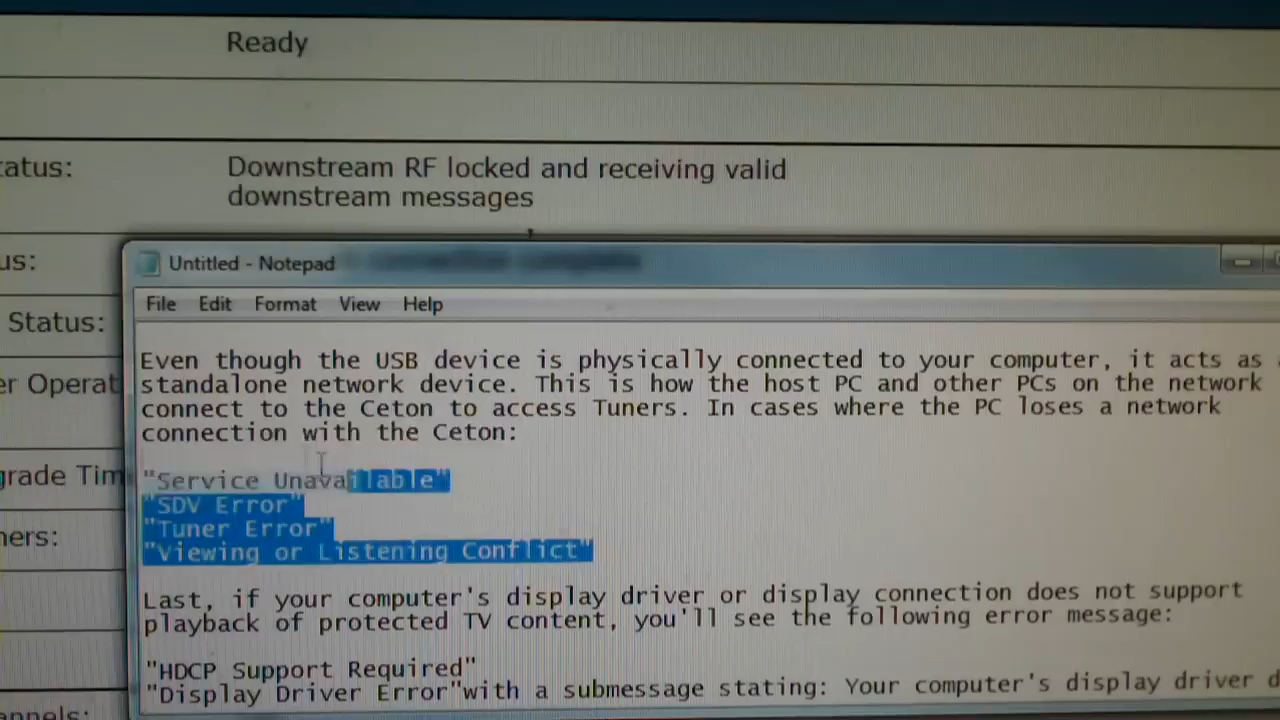 Ready
atus:
Downstream RF locked and receiving valid
downstream messages
us:
Untitled - Notepad
Status:
File Edit Format View Help
Even though the USB device is physically connected to your computer, it acts as
er Operat
standalone network device. This is how the host PC and other PCs on the network
connect to the Ceton to access Tuners. In cases where the PC loses a network
connection with the Ceton:
grade Tim
"Service Unavailable"
"SDV Error"
ners:
"Tuner Error"
"Viewing or Listening Conflict"
Last, if your computer's display driver or display connection does not support
playback of protected TV content, you'll see the following error message:
"HDCP Support Required"
"Display Driver Error"with a submessage stating: Your computer's display driver d
annels: